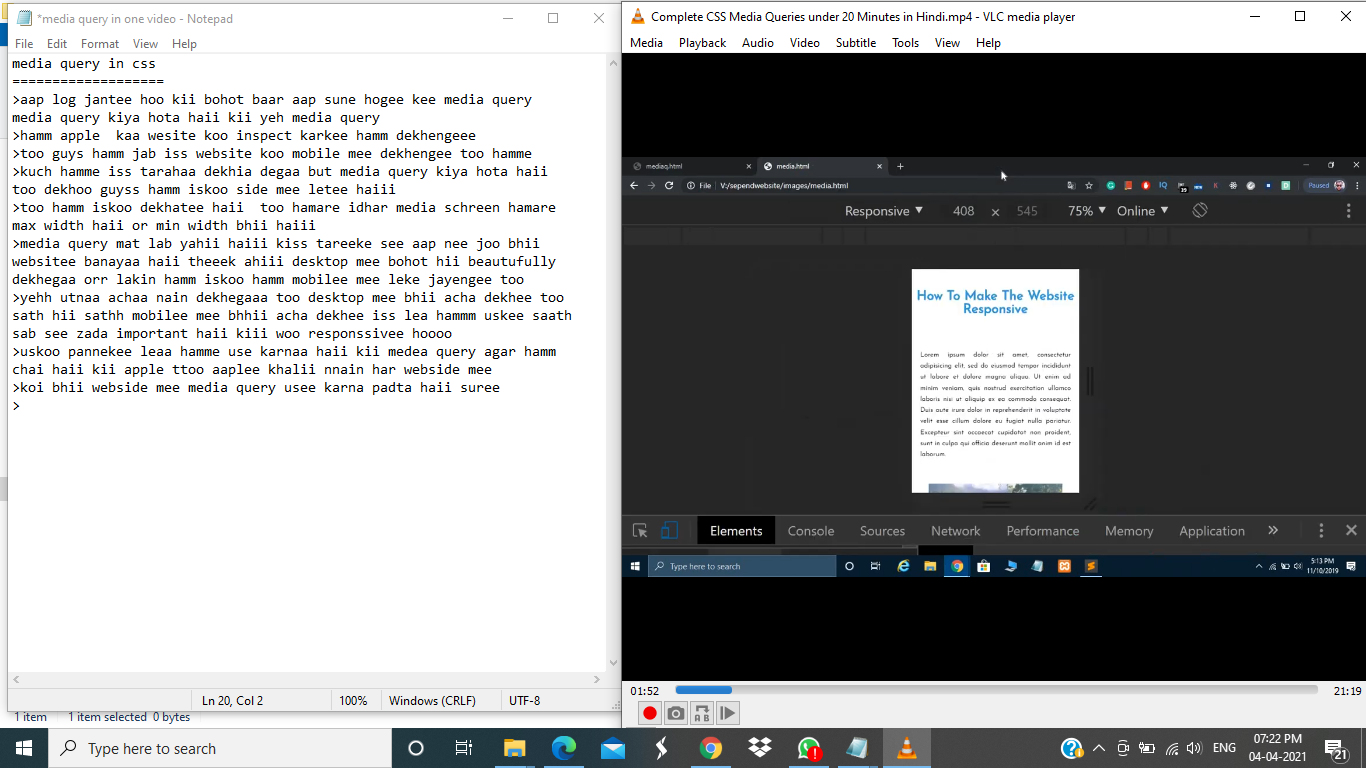 *media query in one video - Notepad
File Edit Format View Help
media query in css
===================
>aap log jantee hoo kii bohot baar aap sune hogee kee media query
media query kiya hota haii kii yeh media query
>hamm apple  kaa wesite koo inspect karkee hamm dekhengeee
>too guys hamm jab iss website koo mobile mee dekhengee too hamme
>kuch hamme iss tarahaa dekhia degaa but media query kiya hota haii
too dekhoo guyss hamm iskoo side mee letee haiii
>too hamm iskoo dekhatee haii  too hamare idhar media schreen hamare
max width haii or min width bhii haiii
>media query mat lab yahii haiii kiss tareeke see aap nee joo bhii
websitee banayaa haii theeek ahiii desktop mee bohot hii beautufully
dekhegaa orr lakin hamm iskoo hamm mobilee mee leke jayengee too
>yehh utnaa achaa nain dekhegaaa too desktop mee bhii acha dekhee too
sath hii sathh mobilee mee bhhii acha dekhee iss lea hammm uskee saath
sab see zada important haii kiii woo responssivee hoooo
>uskoo pannekee leaa hamme use karnaa haii kii medea query agar hamm
chai haii kii apple ttoo aaplee khalii nnain har webside mee
>koi bhii webside mee media query usee karna padta haii suree
>
Ln 20, Col 2 100% Windows (CRLF) UTF-8
1 item 1 item selected 0 bytes
Complete CSS Media Queries under 20 Minutes in Hindi.mp4 - VLC media player
Media Playback Audio Video Subtitle Tools View Help
mediaq.html media.html
File V:/sependwebsite/images/media.html Paused
Responsive 408 × 545 75% Online
How To Make The Website
Responsive
Lorem ipsum dolor sit amet, consectetur
adipisicing elit, sed do eiusmod tempor incididunt
ut labore et dolore magna aliqua. Ut enim ad
minim veniam, quis nostrud exercitation ullamco
laboris nisi ut aliquip ex ea commodo consequat.
Duis aute irure dolor in reprehenderit in voluptate
velit esse cillum dolore eu fugiat nulla pariatur.
Excepteur sint occaecat cupidatat non proident,
sunt in culpa qui officia deserunt mollit anim id est
laborum.
Elements Console Sources Network Performance Memory Application
Type here to search
5:13 PM
11/10/2019
01:52 21:19
Type here to search
ENG
07:22 PM
04-04-2021
21